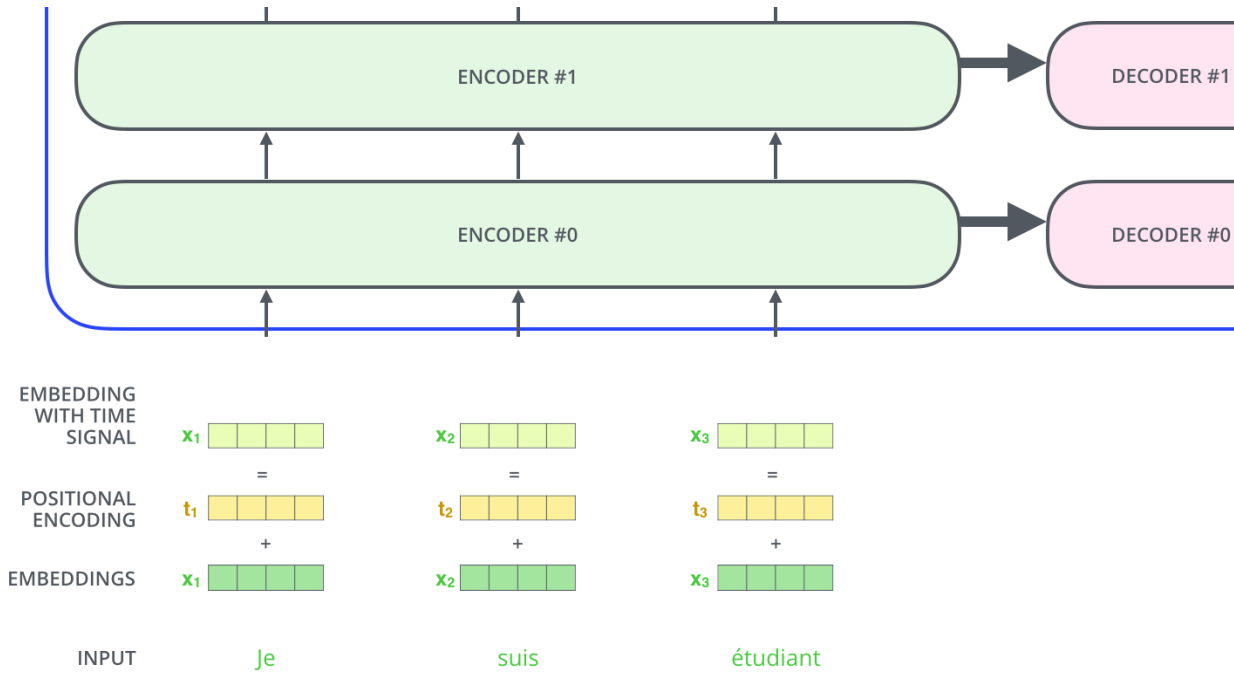 ENCODER #1
DECODER #1
ENCODER #0
DECODER #0
EMBEDDING
WITH TIME
SIGNAL
x₁ x₂ x₃
= = =
POSITIONAL
ENCODING
t₁ t₂ t₃
+ + +
EMBEDDINGS x₁ x₂ x₃
INPUT Je suis étudiant